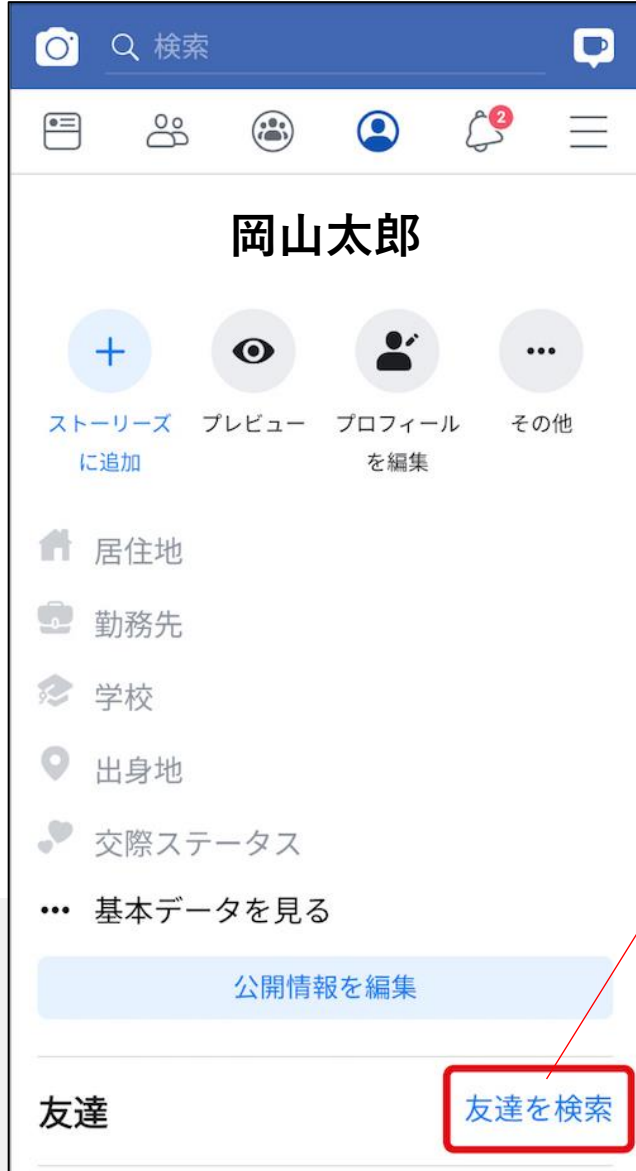 検索
2
岡山太郎
ストーリーズ
に追加
プレビュー
プロフィール
を編集
その他
居住地
勤務先
学校
出身地
交際ステータス
基本データを見る
公開情報を編集
友達
友達を検索